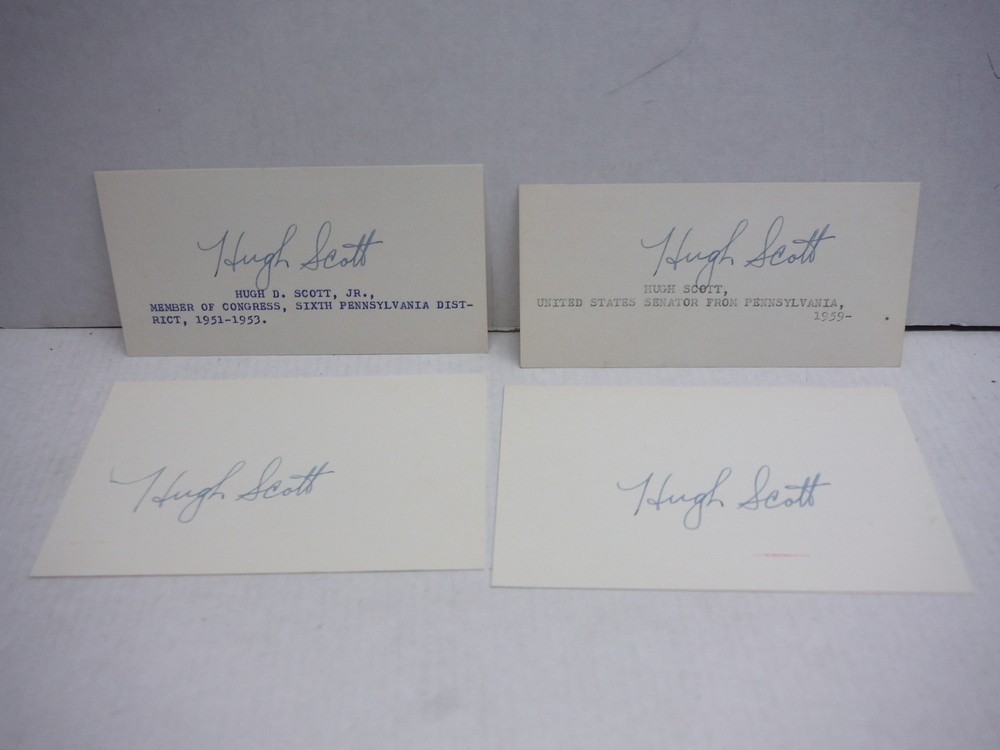 Hugh Scott
HUGH D. SCOTT, JR.,
MEMBER OF CONGRESS, SIXTH PENNSYLVANIA DIST-
RICT, 1951-1953.
Hugh Scott
HUGH SCOTT,
UNITED STATES SENATOR FROM PENNSYLVANIA,
1959- .
Hugh Scott
Hugh Scott